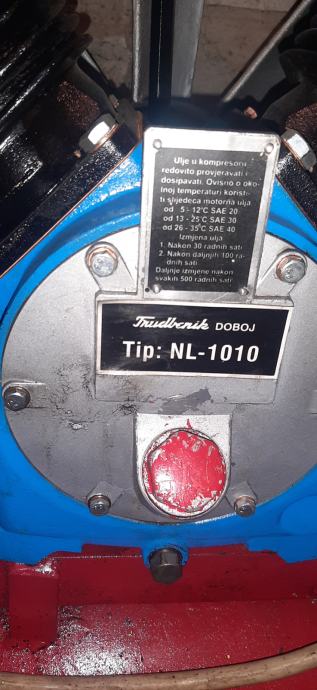 Ulje u kompresoru
redovito provjeravati i
dosipavati. Ovisno o oko-
lnoj temperaturi koristi-
ti slijedeća motorna ulja
od 5 - 12°C SAE 20
od 13 - 25°C SAE 30
od 26 - 35°C SAE 40
Izmjena ulja
1. Nakon 30 radnih sati
2. Nakon daljnjih 100 ra-
dnih sati
Daljnje izmjene nakon
svakih 500 radnih sati
Trudbenik DOBOJ
Tip: NL-1010